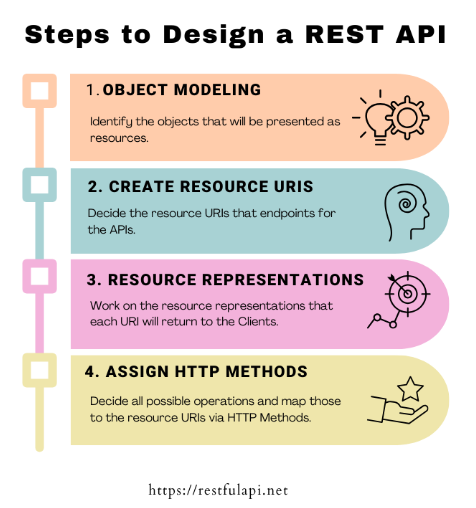 Steps to Design a REST API
1. OBJECT MODELING
Identify the objects that will be presented as
resources.
2. CREATE RESOURCE URIS
Decide the resource URIs that endpoints for
the APIs.
3. RESOURCE REPRESENTATIONS
Work on the resource representations that
each URI will return to the Clients.
4. ASSIGN HTTP METHODS
Decide all possible operations and map those
to the resource URIs via HTTP Methods.
https://restfulapi.net